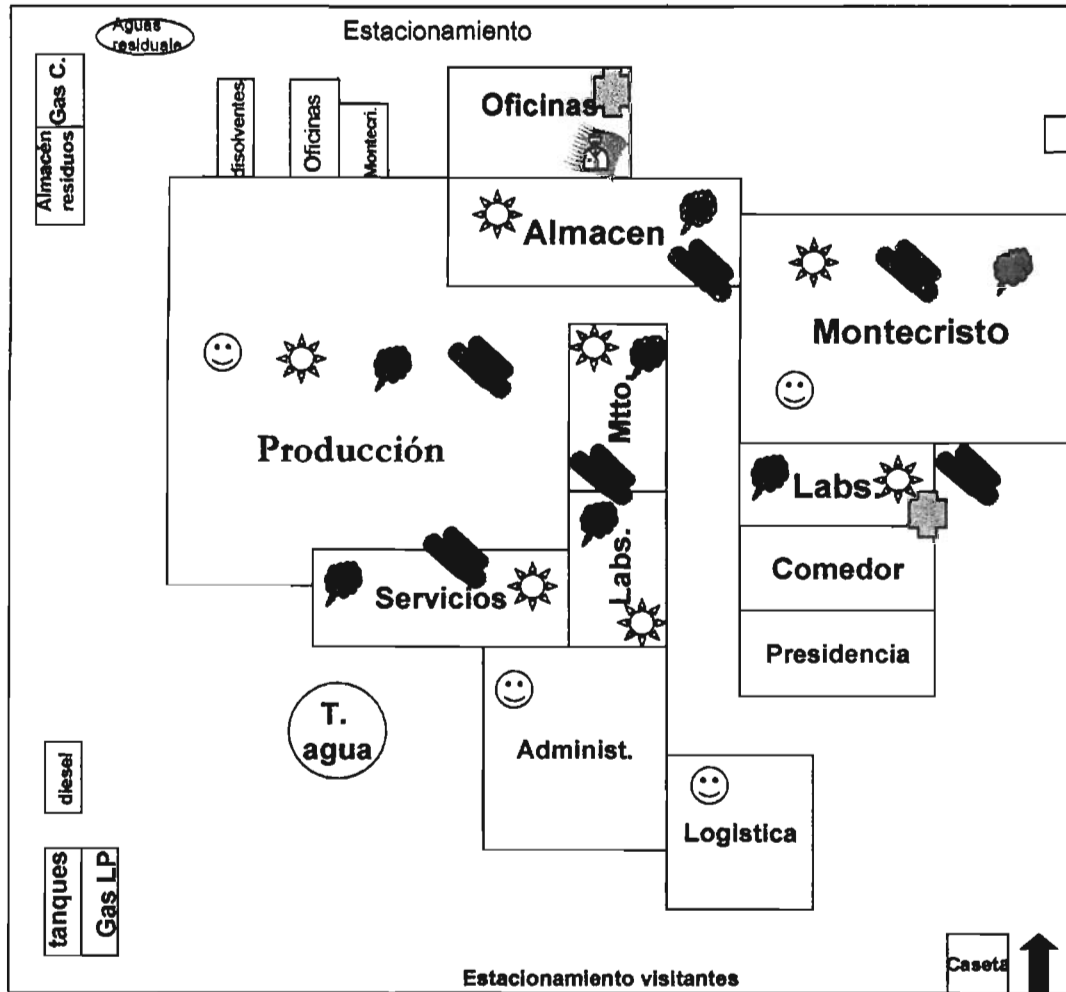 Aguas
residuale
Estacionamiento
Gas C.
Almacén
residuos
disolventes
Oficinas
Montecri.
Oficinas
Almacen
Montecristo
Producción
Mtto.
Labs.
Labs.
Servicios
Comedor
Presidencia
T.
agua
Administ.
Logistica
diesel
tanques
Gas LP
Caseta
Estacionamiento visitantes